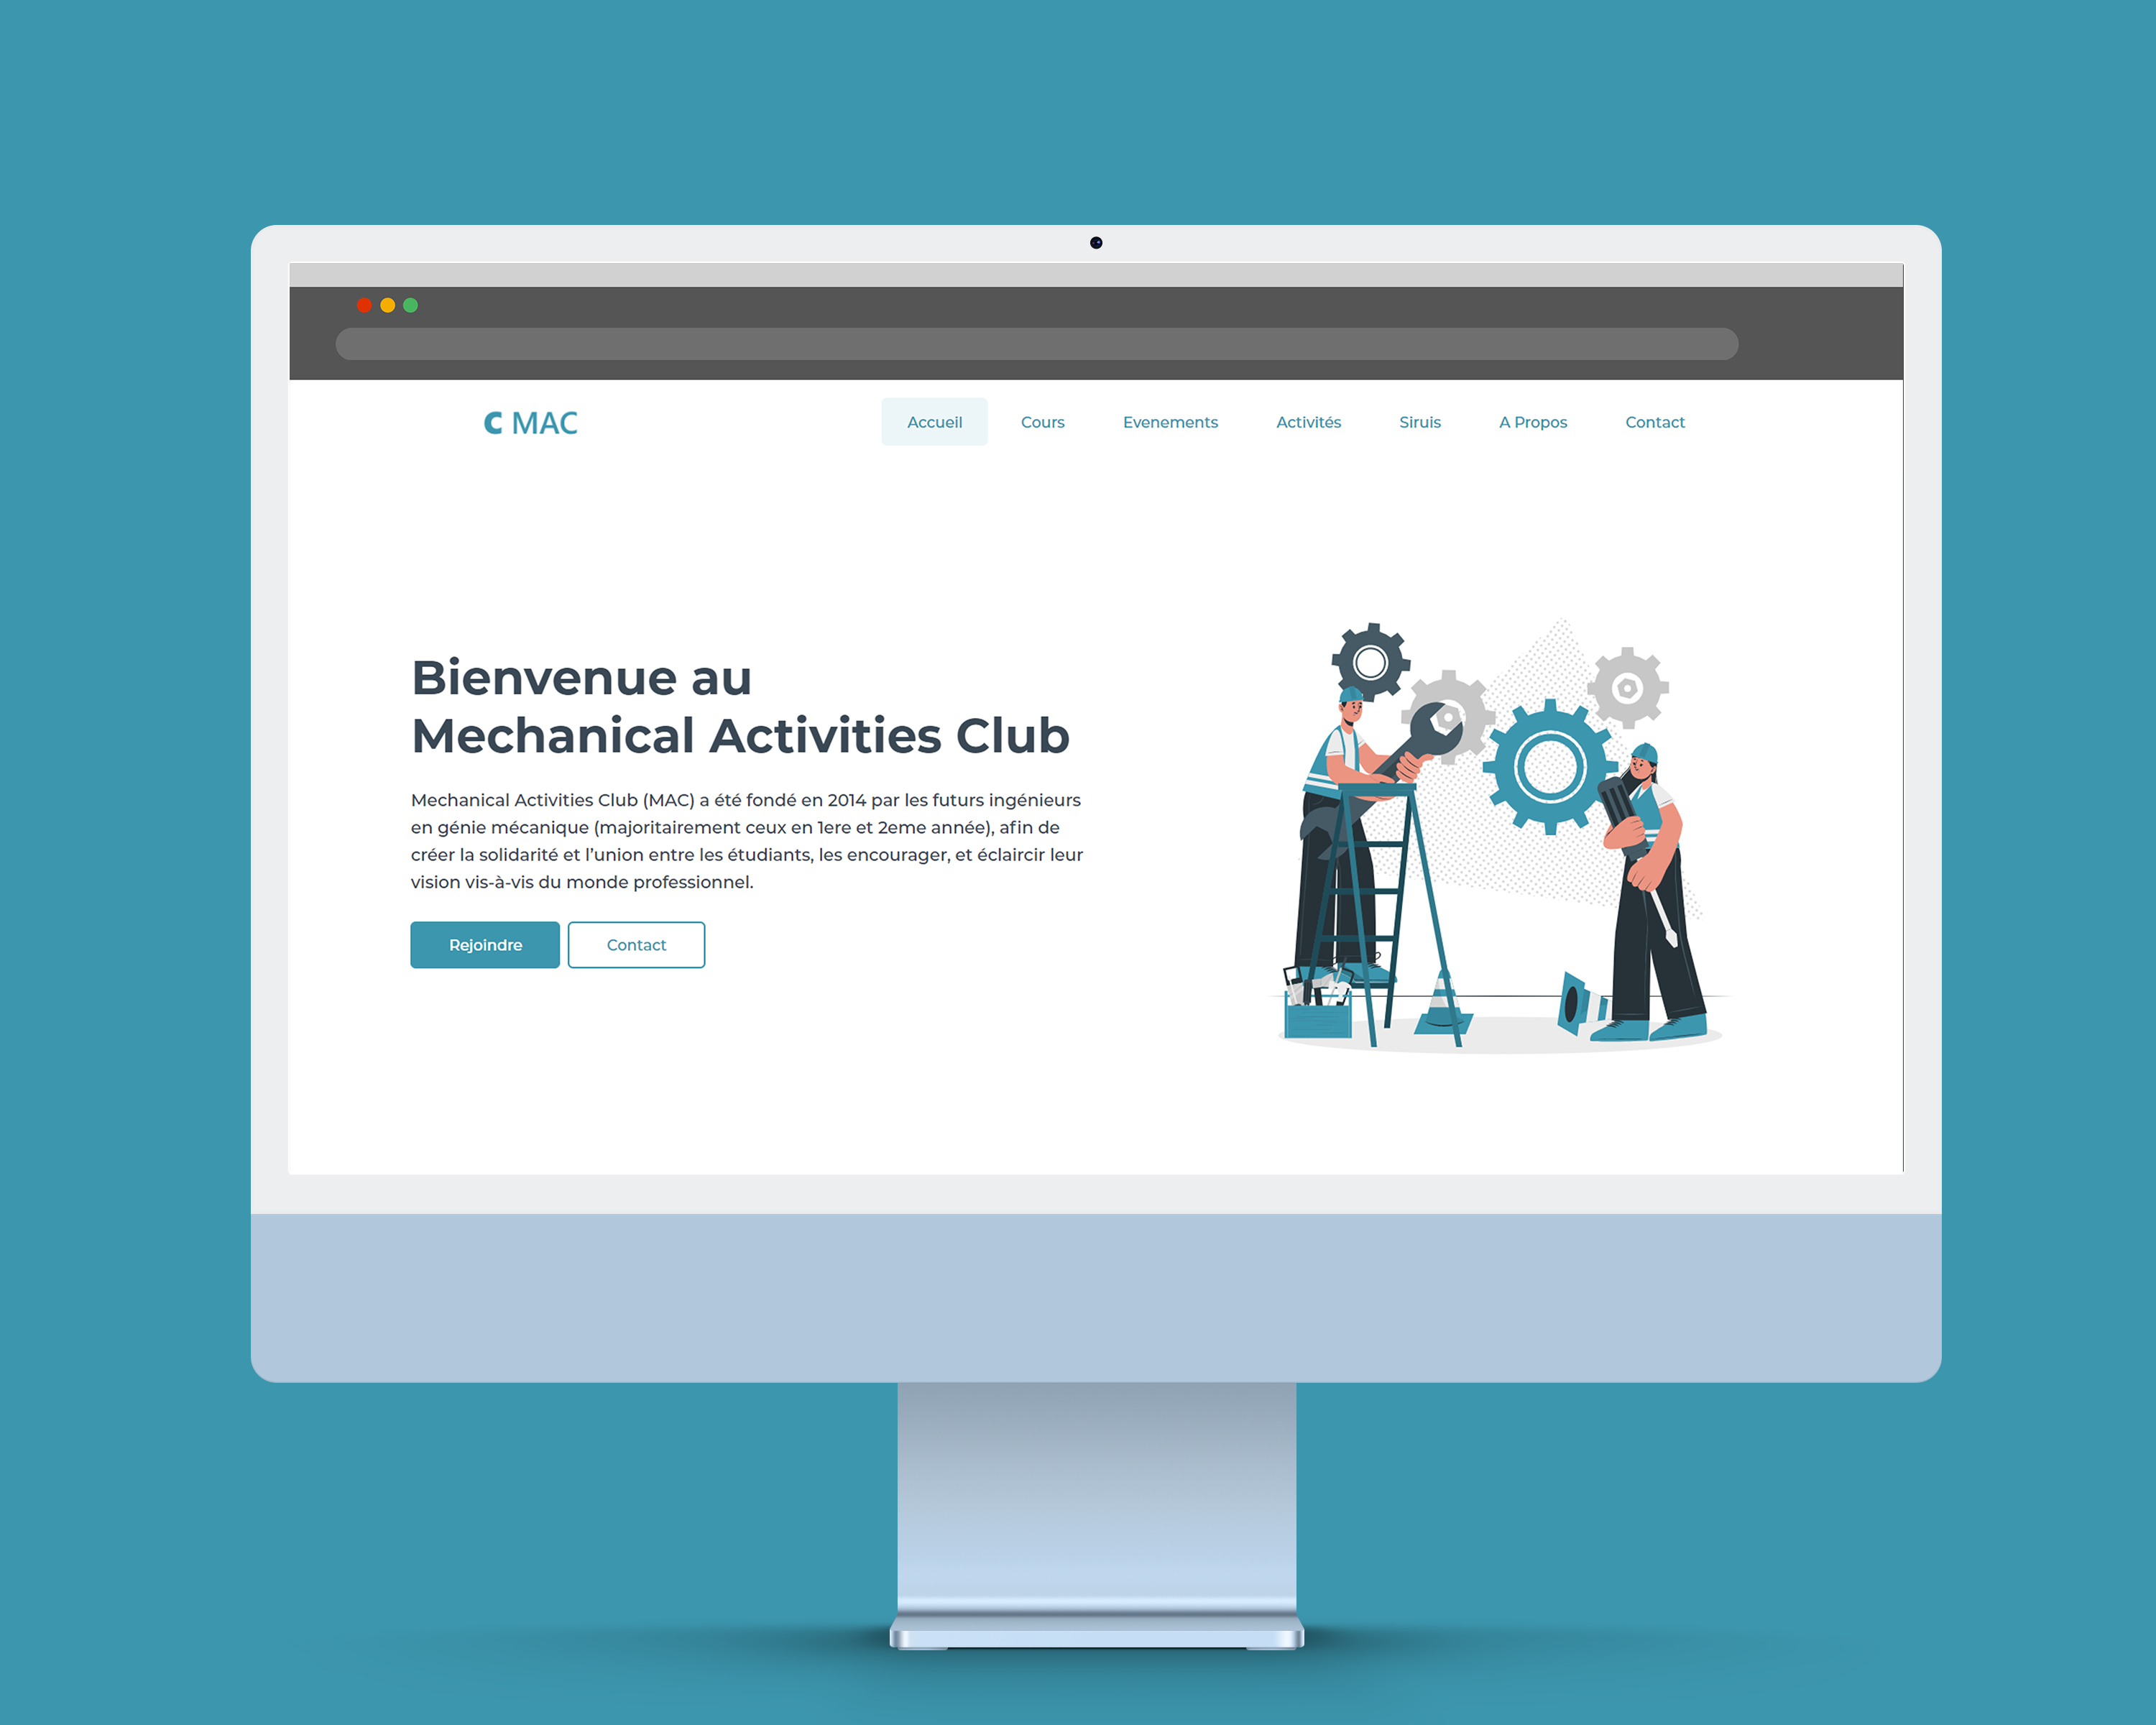 C MAC
Accueil Cours Evenements Activités Siruis A Propos Contact
Bienvenue au
Mechanical Activities Club
Mechanical Activities Club (MAC) a été fondé en 2014 par les futurs ingénieurs
en génie mécanique (majoritairement ceux en 1ere et 2eme année), afin de
créer la solidarité et l’union entre les étudiants, les encourager, et éclaircir leur
vision vis-à-vis du monde professionnel.
Rejoindre Contact